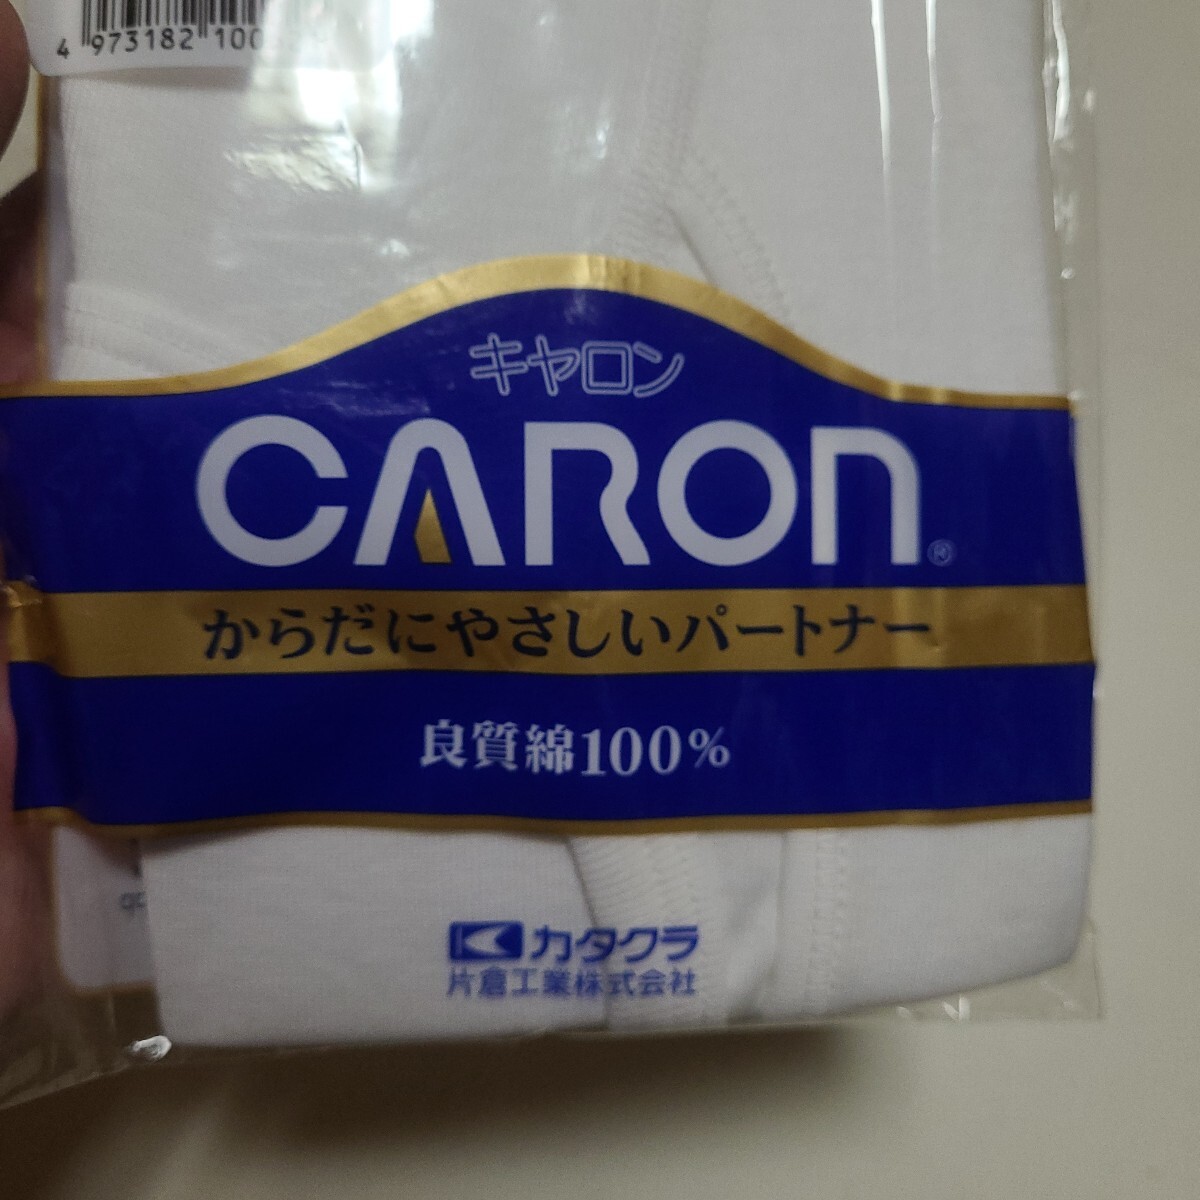 4 973182 100
キャロン
CARON®
からだにやさしいパートナー
良質綿100%
カタクラ
片倉工業株式会社